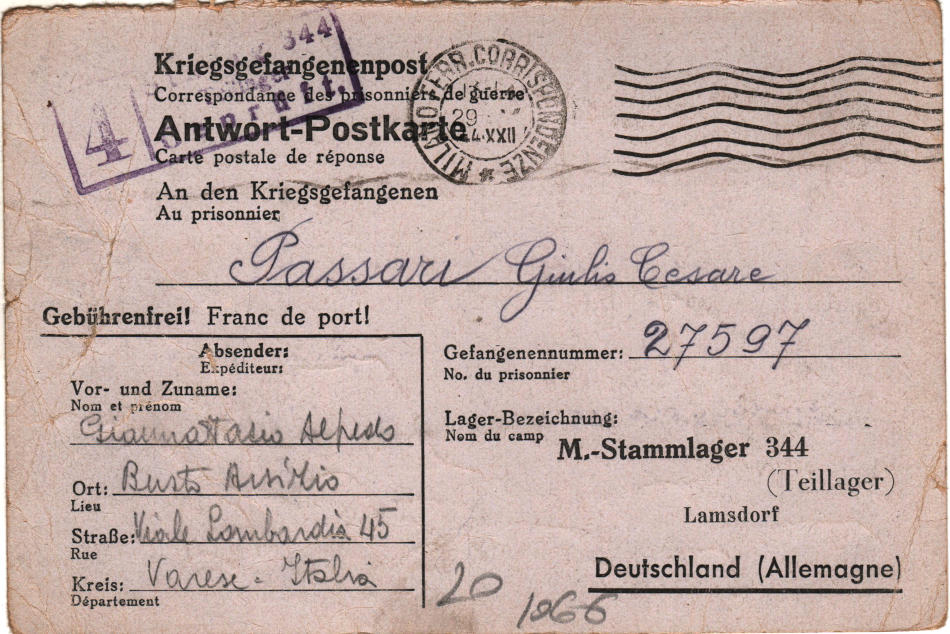 344
4
Geprüft.
Kriegsgefangenenpost
Correspondance des prisonniers de guerre
Antwort-Postkarte
Carte postale de réponse
MILANO FERR. CORRISPONDENZE
29
XXII
An den Kriegsgefangenen
Au prisonnier
Passari Giulio Cesare
Gebührenfrei! Franc de port!
Absender:
Expéditeur:
Vor- und Zuname:
Nom et prénom
Giannattasio Alfredo
Ort: Busto Arsizio
Lieu
Straße: Viale Lombardia 45
Rue
Kreis: Varese - Italia
Département
Gefangenennummer: 27597
No. du prisonnier
Lager-Bezeichnung:
Nom du camp
M.-Stammlager 344
(Teillager)
Lamsdorf
Deutschland (Allemagne)
20
1066